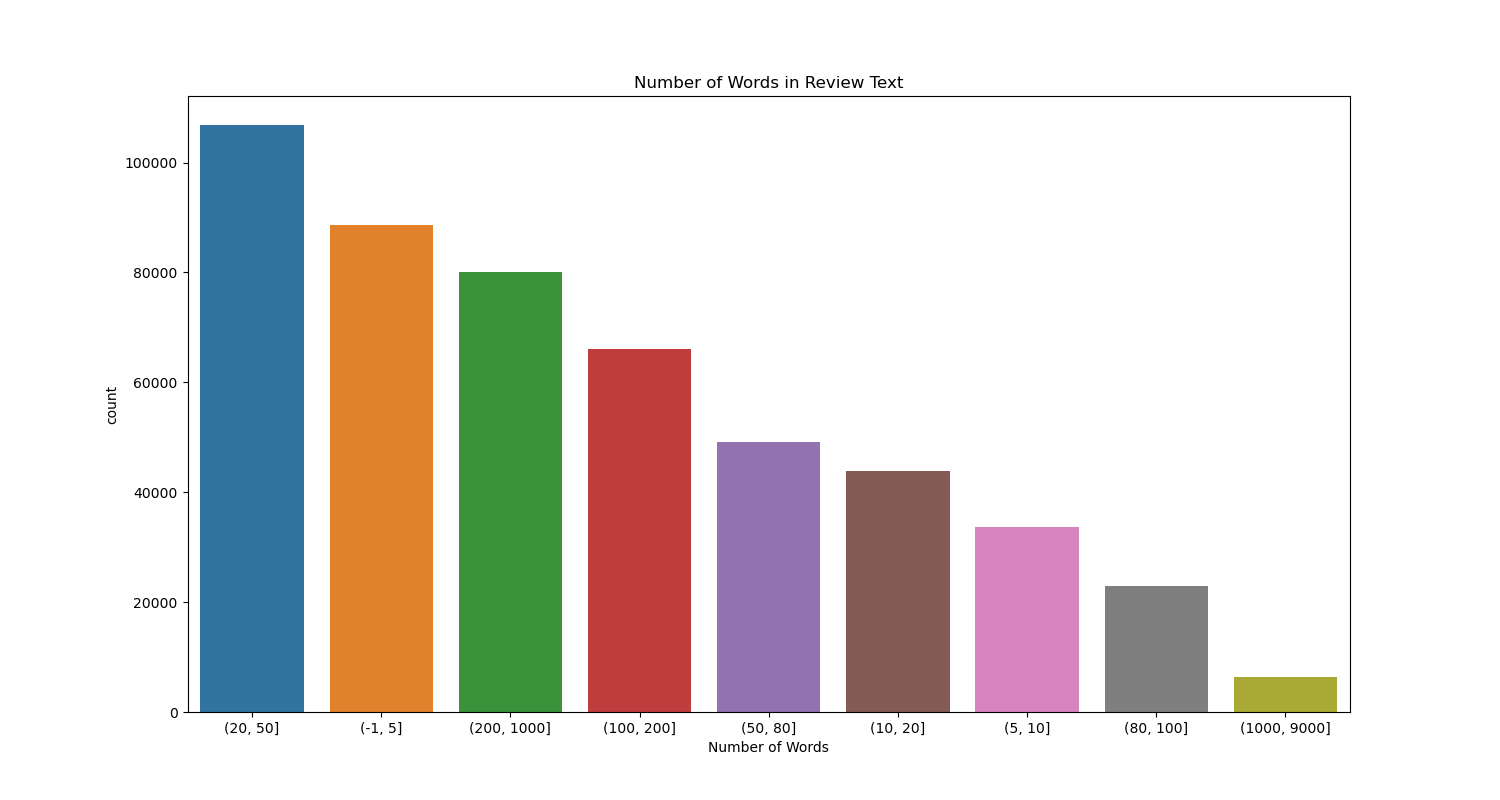 Number of Words in Review Text
count
100000
80000
60000
40000
20000
0
(20, 50] (-1, 5] (200, 1000] (100, 200] (50, 80] (10, 20] (5, 10] (80, 100] (1000, 9000]
Number of Words